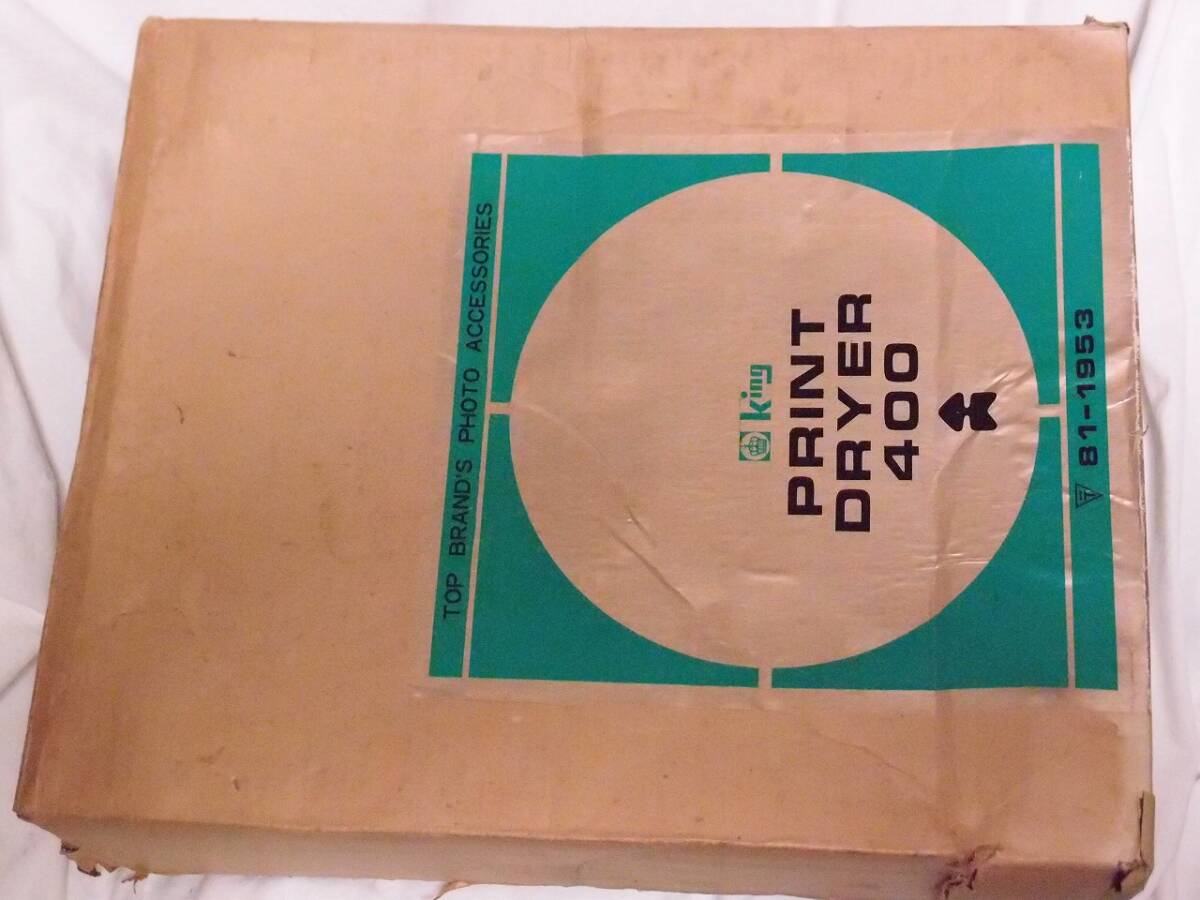 TOP BRAND'S PHOTO ACCESSORIES
King
PRINT
DRYER
400
81-1953